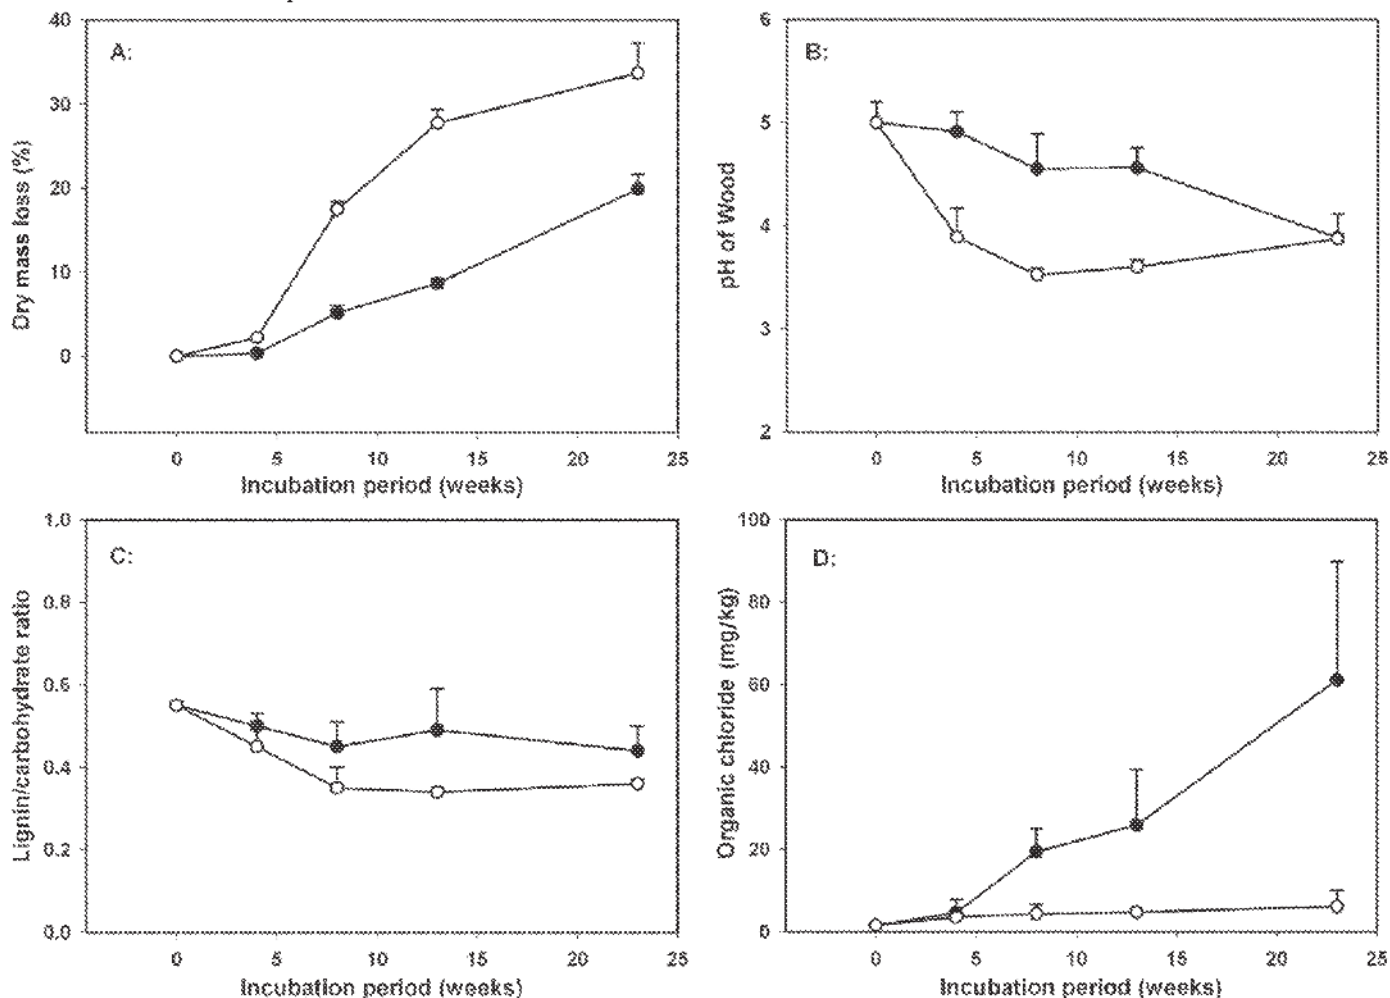 A:
Dry mass loss (%)
40
30
20
10
0
0 5 10 15 20 25
Incubation period (weeks)
B:
pH of Wood
6
5
4
3
2
0 5 10 15 20 25
Incubation period (weeks)
C:
Lignin/carbohydrate ratio
1.0
0.8
0.6
0.4
0.2
0.0
0 5 10 15 20 25
Incubation period (weeks)
D:
Organic chloride (mg/kg)
100
80
60
40
20
0
0 5 10 15 20 25
Incubation period (weeks)